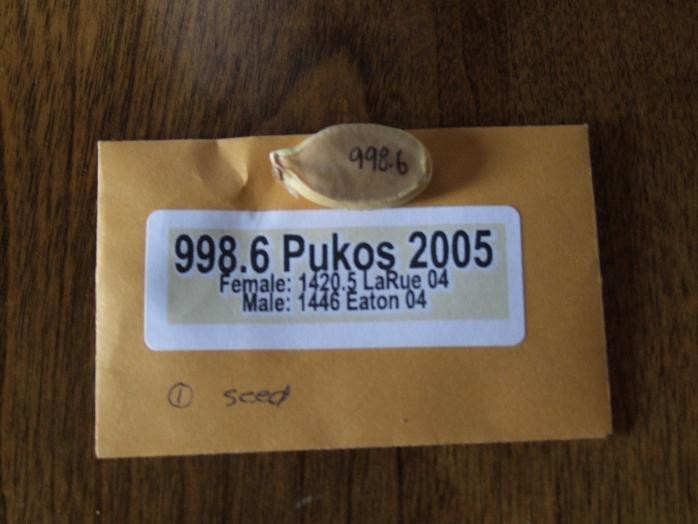 998.6
998.6 Pukos 2005
Female: 1420.5 LaRue 04
Male: 1446 Eaton 04
① seed